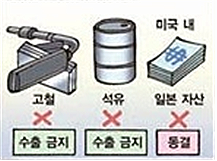 미국 내
고철 석유 일본 자산
수출 금지 수출 금지 동결